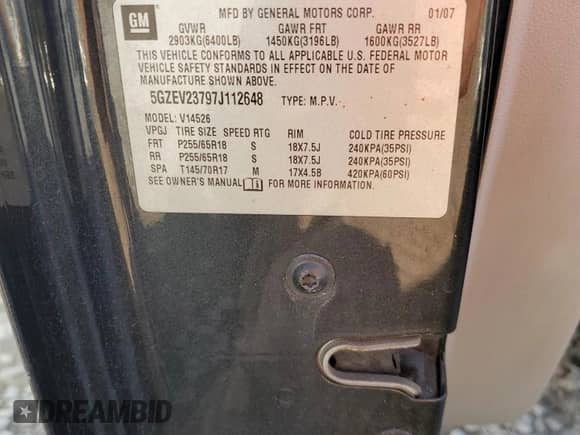 GM
MFD BY GENERAL MOTORS CORP. 01/07
GVWR GAWR FRT GAWR RR
2903KG(6400LB) 1450KG(3196LB) 1600KG(3527LB)
THIS VEHICLE CONFORMS TO ALL APPLICABLE U.S. FEDERAL MOTOR
VEHICLE SAFETY STANDARDS IN EFFECT ON THE DATE OF
MANUFACTURE SHOWN ABOVE.
5GZEV23797J112648 TYPE: M.P.V.
MODEL: V14526
VPGJ TIRE SIZE SPEED RTG RIM COLD TIRE PRESSURE
FRT P255/65R18 S 18X7.5J 240KPA(35PSI)
RR P255/65R18 S 18X7.5J 240KPA(35PSI)
SPA T145/70R17 M 17X4.5B 420KPA(60PSI)
SEE OWNER'S MANUAL FOR MORE INFORMATION.
DREAMBID